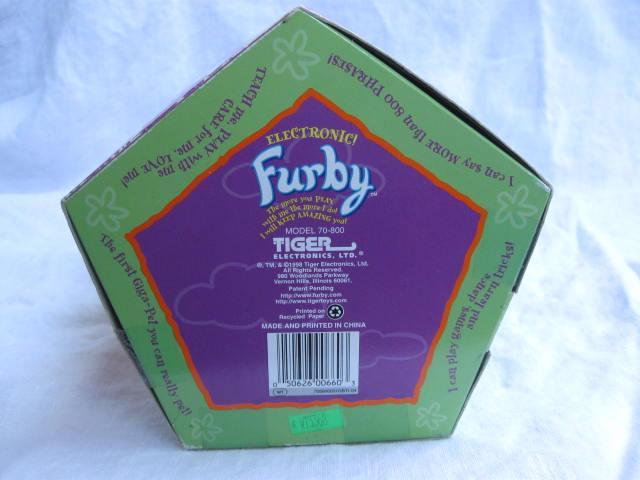 TEACH me, PLAY with me
CARE for me, LOVE me!
I can say MORE than 800 PHRASES!
ELECTRONIC!
Furby™
The more you PLAY
with me the more I do!
I will KEEP AMAZING you!
MODEL 70-800
TIGER
ELECTRONICS, LTD.®
®, TM, & ©1998 Tiger Electronics, Ltd.
All Rights Reserved.
980 Woodlands Parkway
Vernon Hills, Illinois 60061.
Patent Pending
http://www.furby.com
http://www.tigertoys.com
Printed on
Recycled Paper
MADE AND PRINTED IN CHINA
0 50626 00660 3
The first Giga-Pet you can really pet!
I can play games, dance,
and learn tricks!